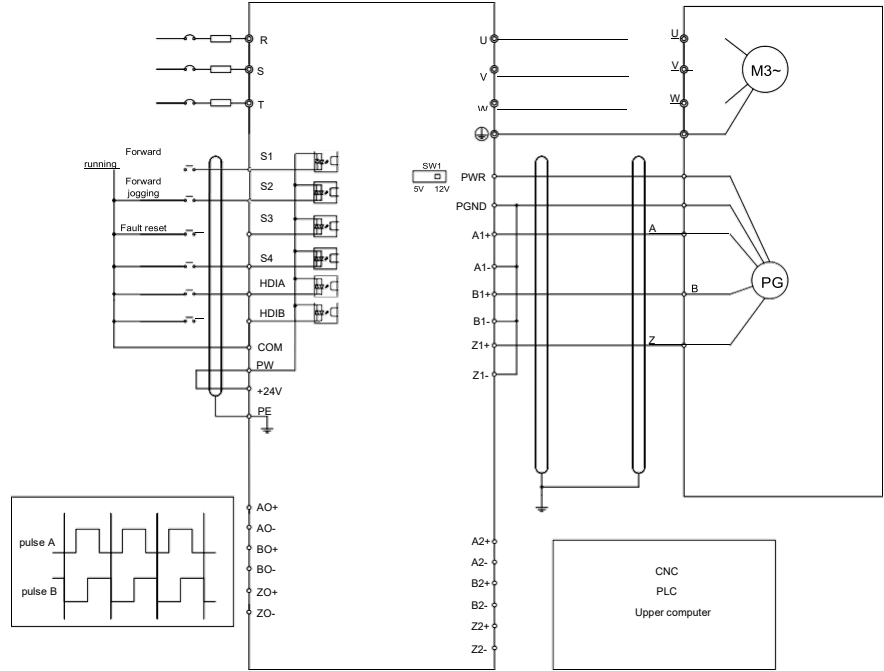 R
S
T
Forward
running
Forward
jogging
Fault reset
S1
S2
S3
S4
HDIA
HDIB
COM
PW
+24V
PE
SW1
5V 12V
U
V
W
PWR
PGND
A1+
A1-
B1+
B1-
Z1+
Z1-
U
V
W
M3~
A
B
Z
PG
pulse A
pulse B
AO+
AO-
BO+
BO-
ZO+
ZO-
A2+
A2-
B2+
B2-
Z2+
Z2-
CNC
PLC
Upper computer